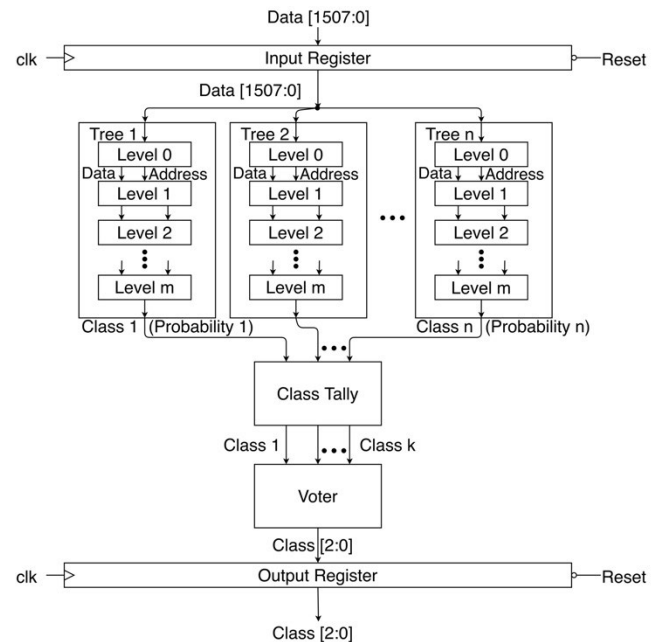 Data [1507:0]
clk Input Register Reset
Data [1507:0]
Tree 1 Tree 2 Tree n
Level 0 Level 0 Level 0
Data Address Data Address Data Address
Level 1 Level 1 Level 1
Level 2 Level 2 Level 2
Level m Level m Level m
Class 1 (Probability 1) Class n (Probability n)
Class Tally
Class 1 Class k
Voter
Class [2:0]
clk Output Register Reset
Class [2:0]